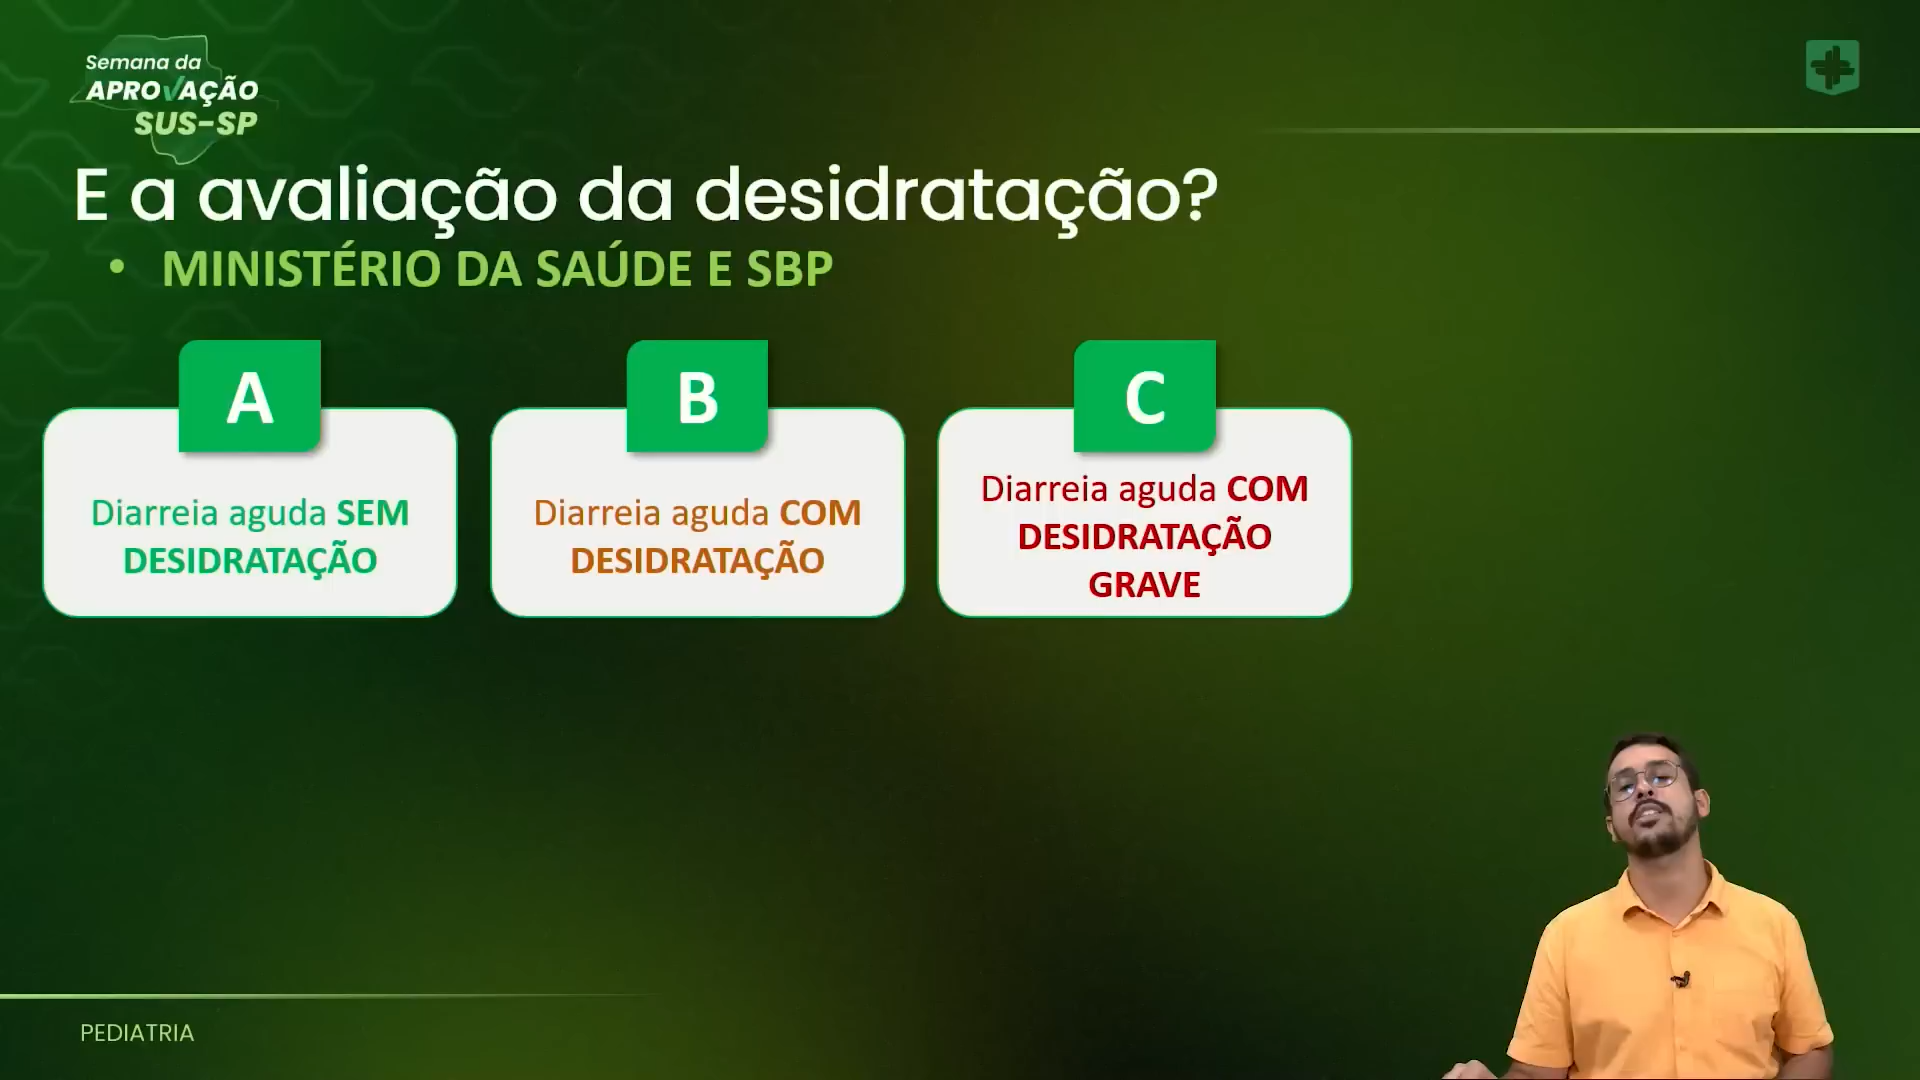 Semana da
APROVAÇÃO
SUS-SP
E a avaliação da desidratação?
• MINISTÉRIO DA SAÚDE E SBP
A
Diarreia aguda SEM
DESIDRATAÇÃO
B
Diarreia aguda COM
DESIDRATAÇÃO
C
Diarreia aguda COM
DESIDRATAÇÃO
GRAVE
PEDIATRIA